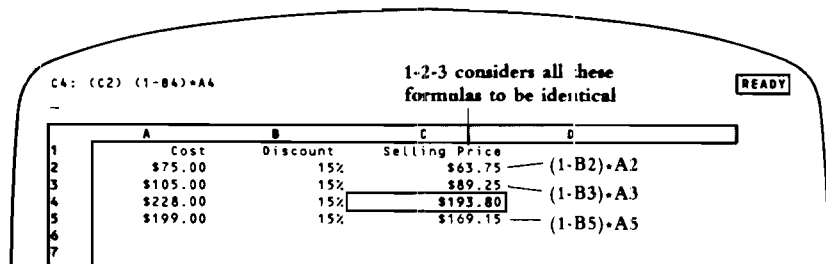 1-2-3 considers all these
C4: (C2) (1-B4)*A4 formulas to be identical READY
A B C D
1 Cost Discount Selling Price
2 $75.00 15% $63.75 (1-B2)*A2
3 $105.00 15% $89.25 (1-B3)*A3
4 $228.00 15% $193.80
5 $199.00 15% $169.15 (1-B5)*A5
6
7